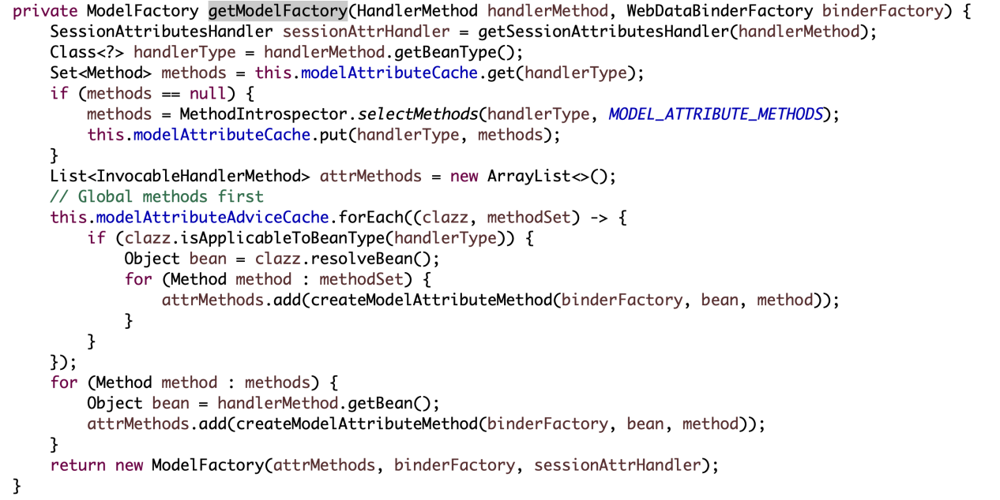 private ModelFactory getModelFactory(HandlerMethod handlerMethod, WebDataBinderFactory binderFactory) {
    SessionAttributesHandler sessionAttrHandler = getSessionAttributesHandler(handlerMethod);
    Class<?> handlerType = handlerMethod.getBeanType();
    Set<Method> methods = this.modelAttributeCache.get(handlerType);
    if (methods == null) {
        methods = MethodIntrospector.selectMethods(handlerType, MODEL_ATTRIBUTE_METHODS);
        this.modelAttributeCache.put(handlerType, methods);
    }
    List<InvocableHandlerMethod> attrMethods = new ArrayList<>();
    // Global methods first
    this.modelAttributeAdviceCache.forEach((clazz, methodSet) -> {
        if (clazz.isApplicableToBeanType(handlerType)) {
            Object bean = clazz.resolveBean();
            for (Method method : methodSet) {
                attrMethods.add(createModelAttributeMethod(binderFactory, bean, method));
            }
        }
    });
    for (Method method : methods) {
        Object bean = handlerMethod.getBean();
        attrMethods.add(createModelAttributeMethod(binderFactory, bean, method));
    }
    return new ModelFactory(attrMethods, binderFactory, sessionAttrHandler);
}